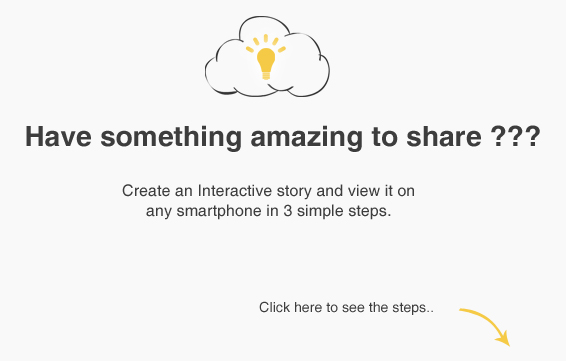 Have something amazing to share ???
Create an Interactive story and view it on
any smartphone in 3 simple steps.
Click here to see the steps..